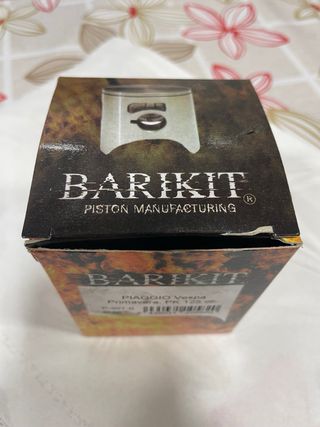 BARIKIT®
PISTON MANUFACTURING
BARIKIT
PIAGGIO Vespa
Primavera, PK 125 cc.